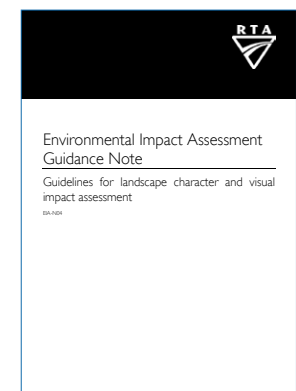 RTA
Environmental Impact Assessment
Guidance Note
Guidelines for landscape character and visual
impact assessment
EIA-N04